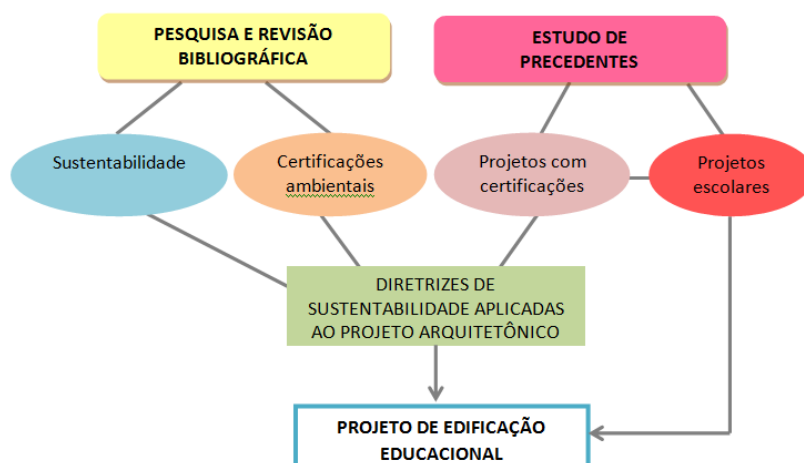 PESQUISA E REVISÃO
BIBLIOGRÁFICA
ESTUDO DE
PRECEDENTES
Sustentabilidade
Certificações
ambientais
Projetos com
certificações
Projetos
escolares
DIRETRIZES DE
SUSTENTABILIDADE APLICADAS
AO PROJETO ARQUITETÔNICO
PROJETO DE EDIFICAÇÃO
EDUCACIONAL